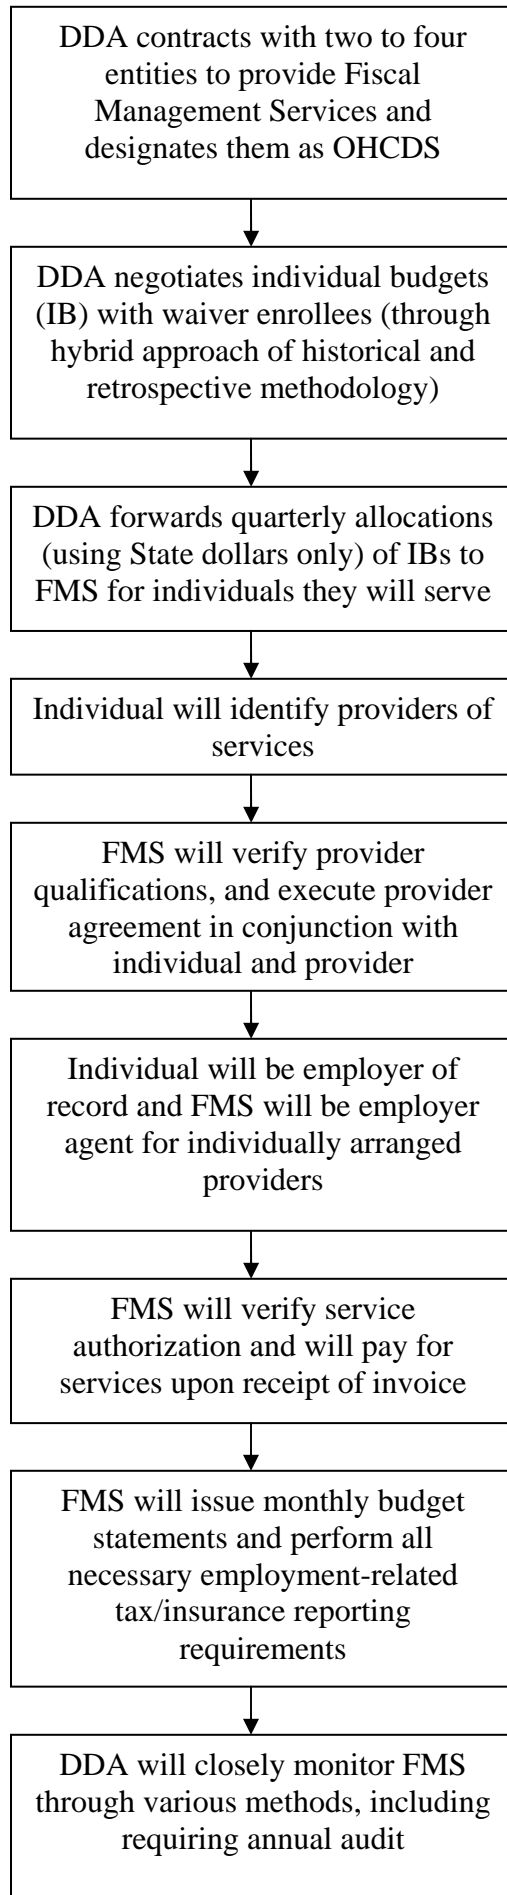 DDA contracts with two to four
entities to provide Fiscal
Management Services and
designates them as OHCDS
DDA negotiates individual budgets
(IB) with waiver enrollees (through
hybrid approach of historical and
retrospective methodology)
DDA forwards quarterly allocations
(using State dollars only) of IBs to
FMS for individuals they will serve
Individual will identify providers of
services
FMS will verify provider
qualifications, and execute provider
agreement in conjunction with
individual and provider
Individual will be employer of
record and FMS will be employer
agent for individually arranged
providers
FMS will verify service
authorization and will pay for
services upon receipt of invoice
FMS will issue monthly budget
statements and perform all
necessary employment-related
tax/insurance reporting
requirements
DDA will closely monitor FMS
through various methods, including
requiring annual audit